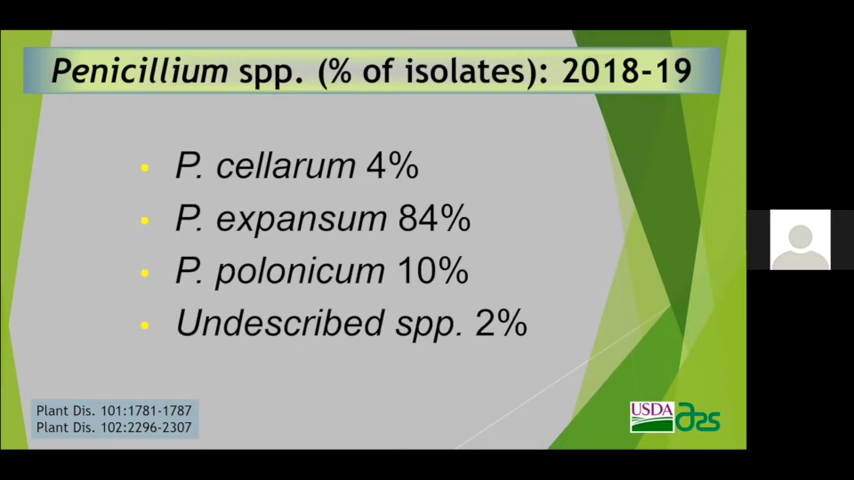 Penicillium spp. (% of isolates): 2018-19
P. cellarum 4%
P. expansum 84%
P. polonicum 10%
Undescribed spp. 2%
Plant Dis. 101:1781-1787
Plant Dis. 102:2296-2307
USDA ars